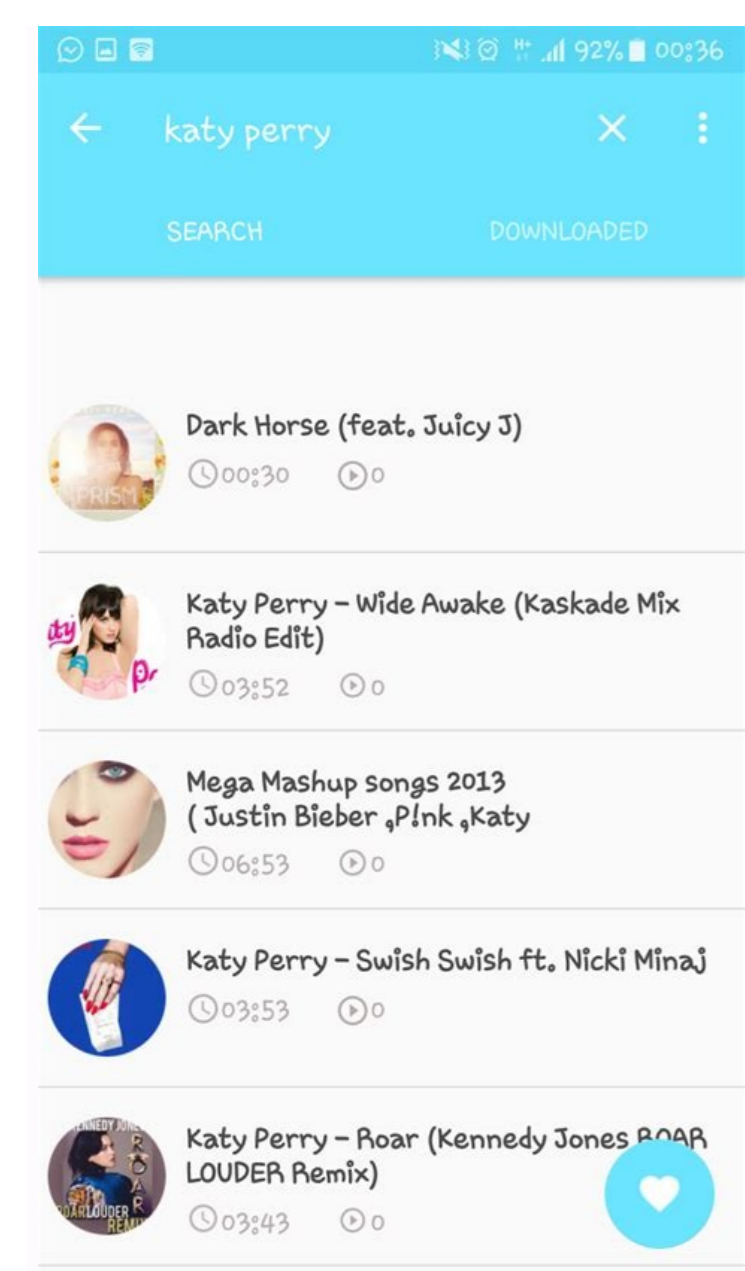 92% 00:36
katy perry
SEARCH DOWNLOADED
Dark Horse (feat. Juicy J)
00:30 0
PRISM
Katy Perry - Wide Awake (Kaskade Mix
Radio Edit)
03:52 0
Mega Mashup songs 2013
( Justin Bieber ,P!nk ,Katy
06:53 0
Katy Perry - Swish Swish ft. Nicki Minaj
03:53 0
Katy Perry - Roar (Kennedy Jones ROAR
LOUDER Remix)
03:43 0